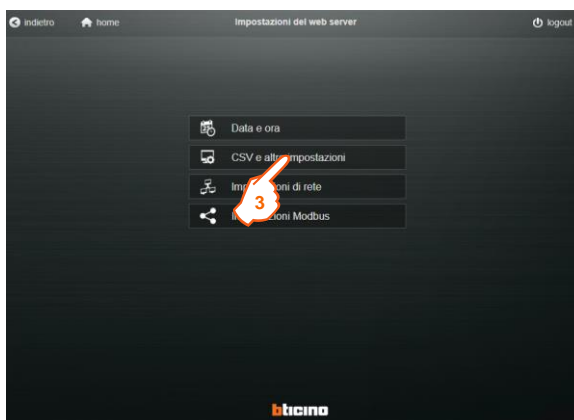 indietro home Impostazioni del web server logout
Data e ora
CSV e altre impostazioni
Impostazioni di rete
3
Impostazioni Modbus
bticino